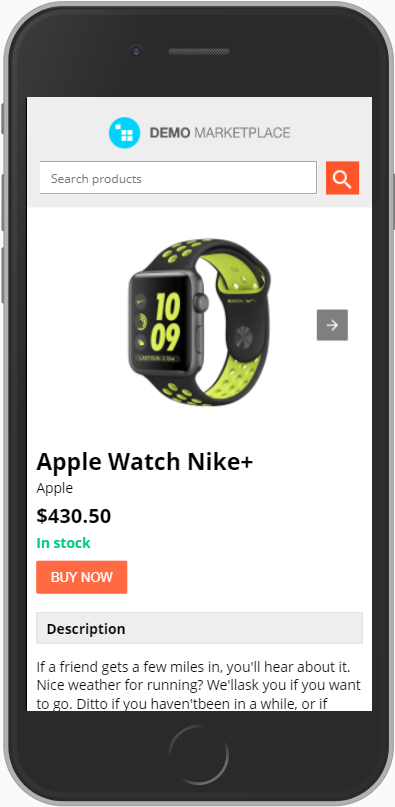 DEMO MARKETPLACE
Search products
10
09
Apple Watch Nike+
Apple
$430.50
In stock
BUY NOW
Description
If a friend gets a few miles in, you'll hear about it.
Nice weather for running? We'llask you if you want
to go. Ditto if you haven'tbeen in a while, or if